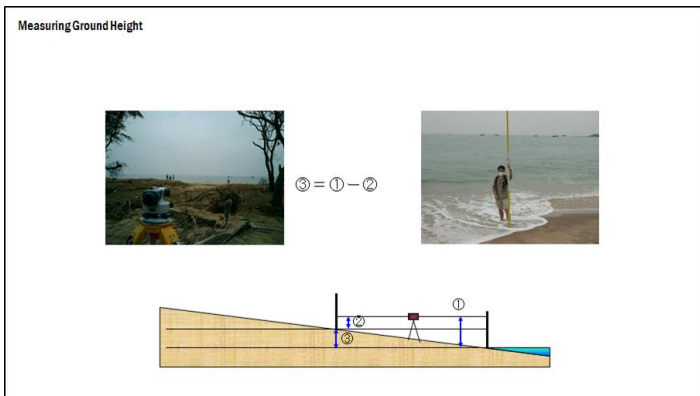 Measuring Ground Height
③ = ① − ②
①
②
③